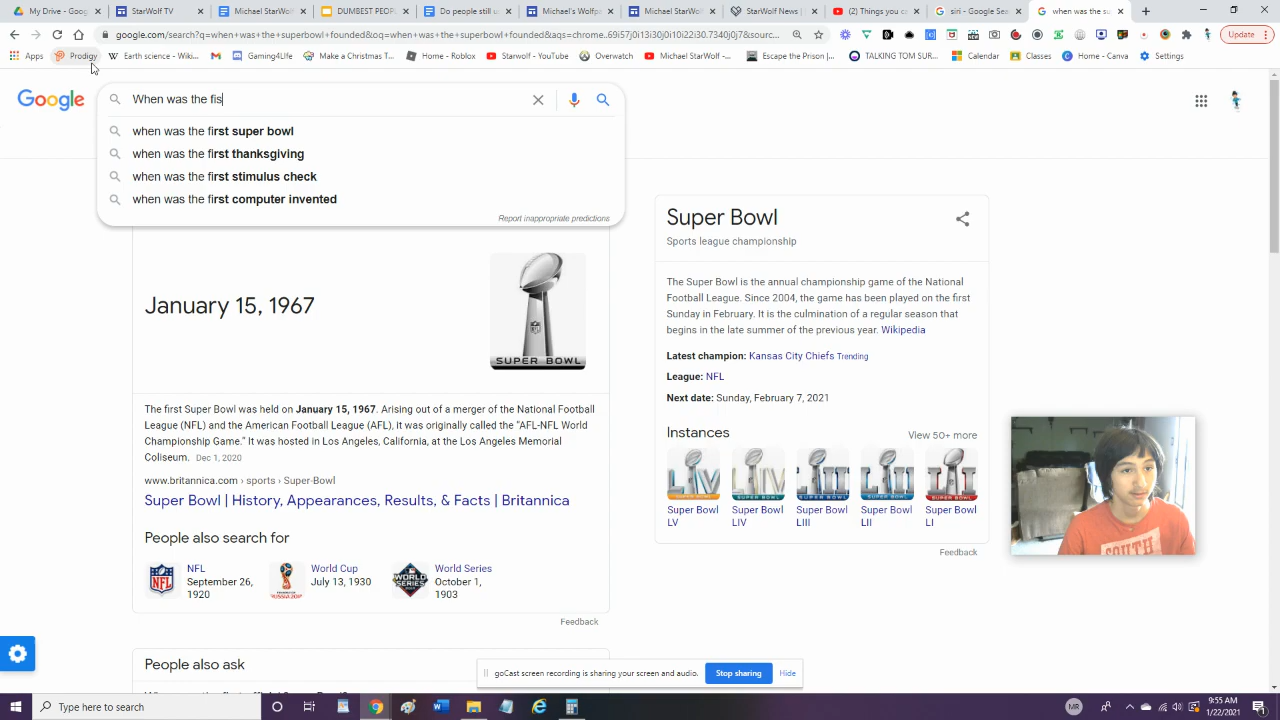 My Drive - Google
StarWolf TV
Michael StarWolf
DUMBEST PEOP
Do people still u
Michael's Wolfpa
Michael StarWo
StarWolf News |
(2) Things you c
siri - Google Sea
when was the su
google.com/search?q=when+was+the+superbowl+founded&oq=when+was+the+superbowl+founded&aqs=chrome..69i57j0i13j0i10i22i30.7340j0j7&sourc...
Update
Apps
Prodigy
Earth science - Wiki...
Make a Christmas T...
Home - Roblox
StarWolf - YouTube
Overwatch
Michael StarWolf -...
Escape the Prison |...
TALKING TOM SUR...
Calendar
Classes
Home - Canva
Settings
Google
When was the fis
when was the first super bowl
when was the first thanksgiving
when was the first stimulus check
when was the first computer invented
Report inappropriate predictions
January 15, 1967
NFL
SUPER BOWL
The first Super Bowl was held on January 15, 1967. Arising out of a merger of the National Football
League (NFL) and the American Football League (AFL), it was originally called the "AFL-NFL World
Championship Game." It was hosted in Los Angeles, California, at the Los Angeles Memorial
Coliseum. Dec 1, 2020
www.britannica.com › sports › Super-Bowl
Super Bowl | History, Appearances, Results, & Facts | Britannica
People also search for
NFL
September 26,
1920
World Cup
July 13, 1930
World Series
October 1,
1903
Feedback
People also ask
Super Bowl
Sports league championship
The Super Bowl is the annual championship game of the National
Football League. Since 2004, the game has been played on the first
Sunday in February. It is the culmination of a regular season that
begins in the late summer of the previous year. Wikipedia
Latest champion: Kansas City Chiefs Trending
League: NFL
Next date: Sunday, February 7, 2021
Instances
View 50+ more
Super Bowl
LV
Super Bowl
LIV
Super Bowl
LIII
Super Bowl
LII
Super Bowl
LI
Feedback
SOUTH
goCast screen recording is sharing your screen and audio.
Stop sharing
Hide
Type here to search
MR
9:55 AM
1/22/2021